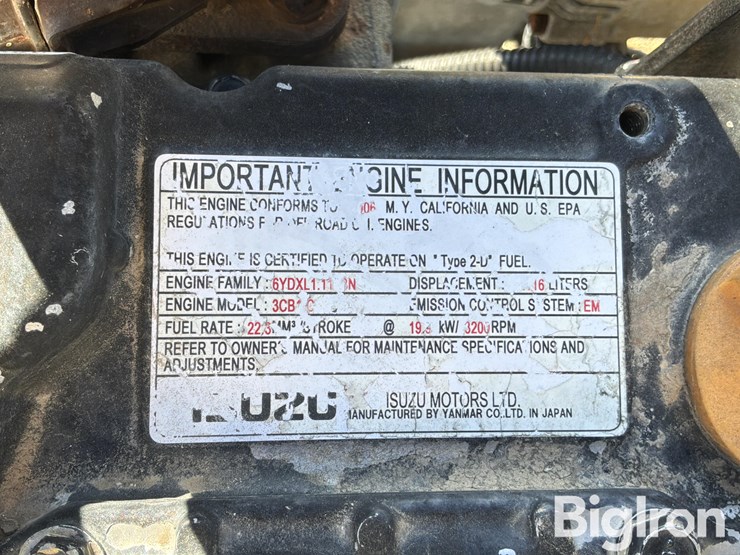 IMPORTANT ENGINE INFORMATION
THIS ENGINE CONFORMS TO M. Y. CALIFORNIA AND U. S. EPA
REGULATIONS ENGINES.
THIS ENGINE IS CERTIFIED TO OPERATE ON " Type 2-D" FUEL.
ENGINE FAMILY : DISPLACEMENT : LITERS
ENGINE MODEL : EMISSION CONTROL SYSTEM : EM
FUEL RATE : MM³ /STROKE @ kW/ 3200RPM
REFER TO OWNER'S MANUAL FOR MAINTENANCE SPECIFICATIONS AND
ADJUSTMENTS.
ISUZU ISUZU MOTORS LTD.
MANUFACTURED BY YANMAR CO.,LTD. IN JAPAN
BigIron